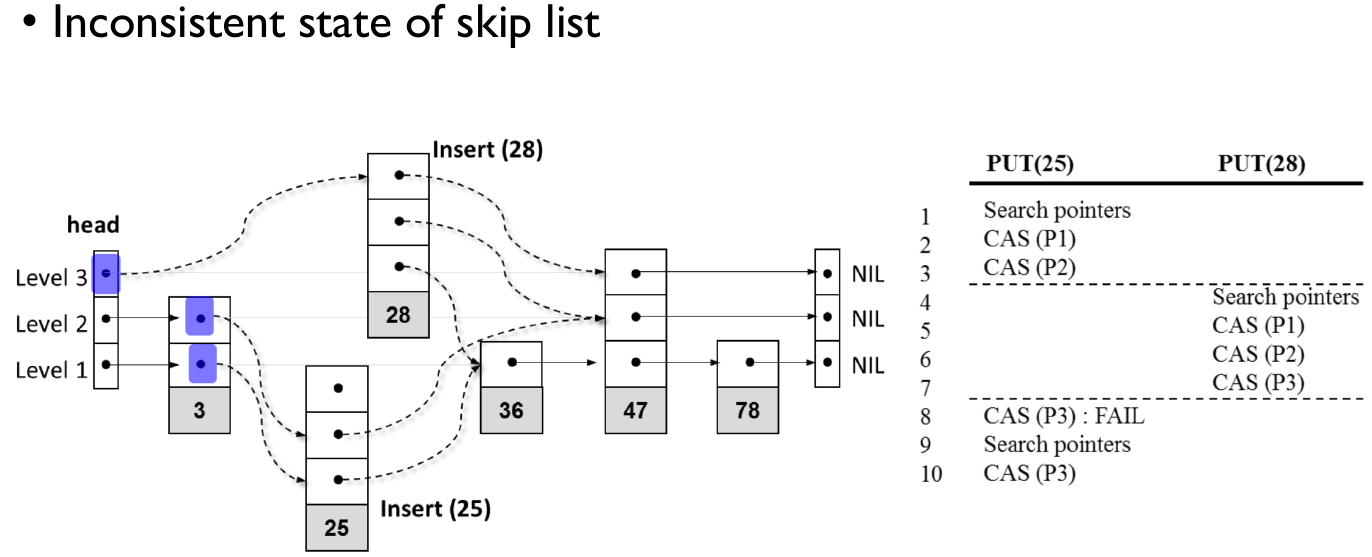 • Inconsistent state of skip list
Insert (28)
head
Level 3
Level 2
Level 1
NIL
NIL
NIL
28
3
36
47
78
Insert (25)
25
PUT(25) PUT(28)
1 Search pointers
2 CAS (P1)
3 CAS (P2)
4 Search pointers
5 CAS (P1)
6 CAS (P2)
7 CAS (P3)
8 CAS (P3) : FAIL
9 Search pointers
10 CAS (P3)